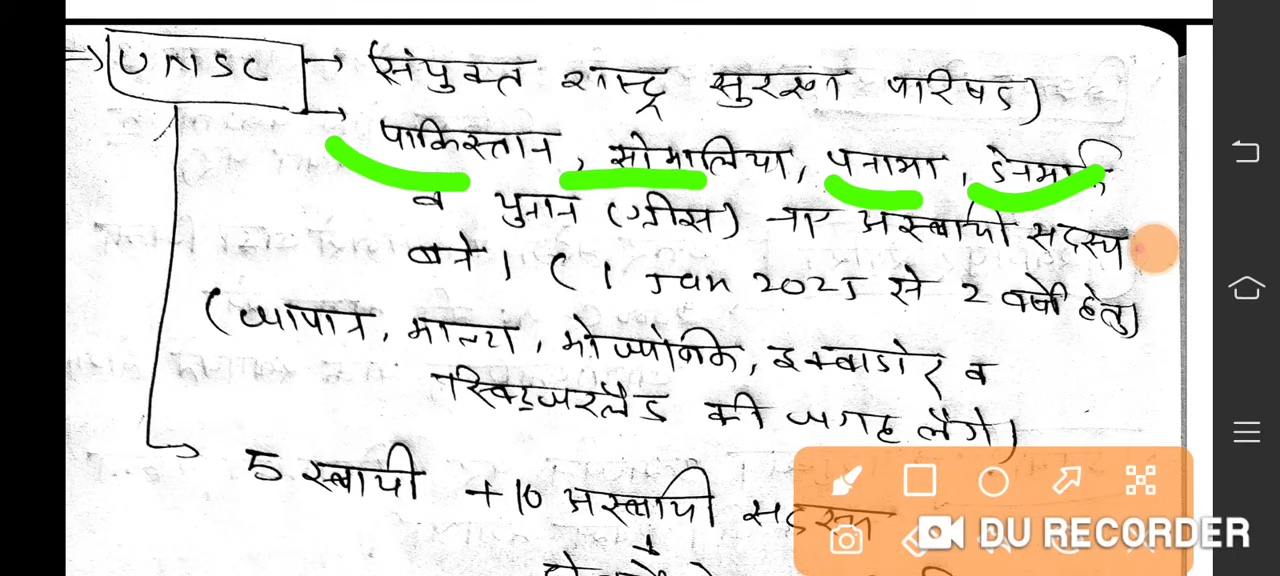 ⇒ UNSC → (संयुक्त राष्ट्र सुरक्षा परिषद)
→ पाकिस्तान, सोमालिया, पनामा, डेनमार्क
व युनान (ग्रीस) नए अस्थायी सदस्य
बने। (1 Jan 2025 से 2 वर्षो हेतु)
(जापान, माल्टा, मोजाम्बिक, इक्वाडोर व
स्विट्जरलैंड की जगह लेंगे)
→ 5 स्थायी + 10 अस्थायी सदस्य
DU RECORDER